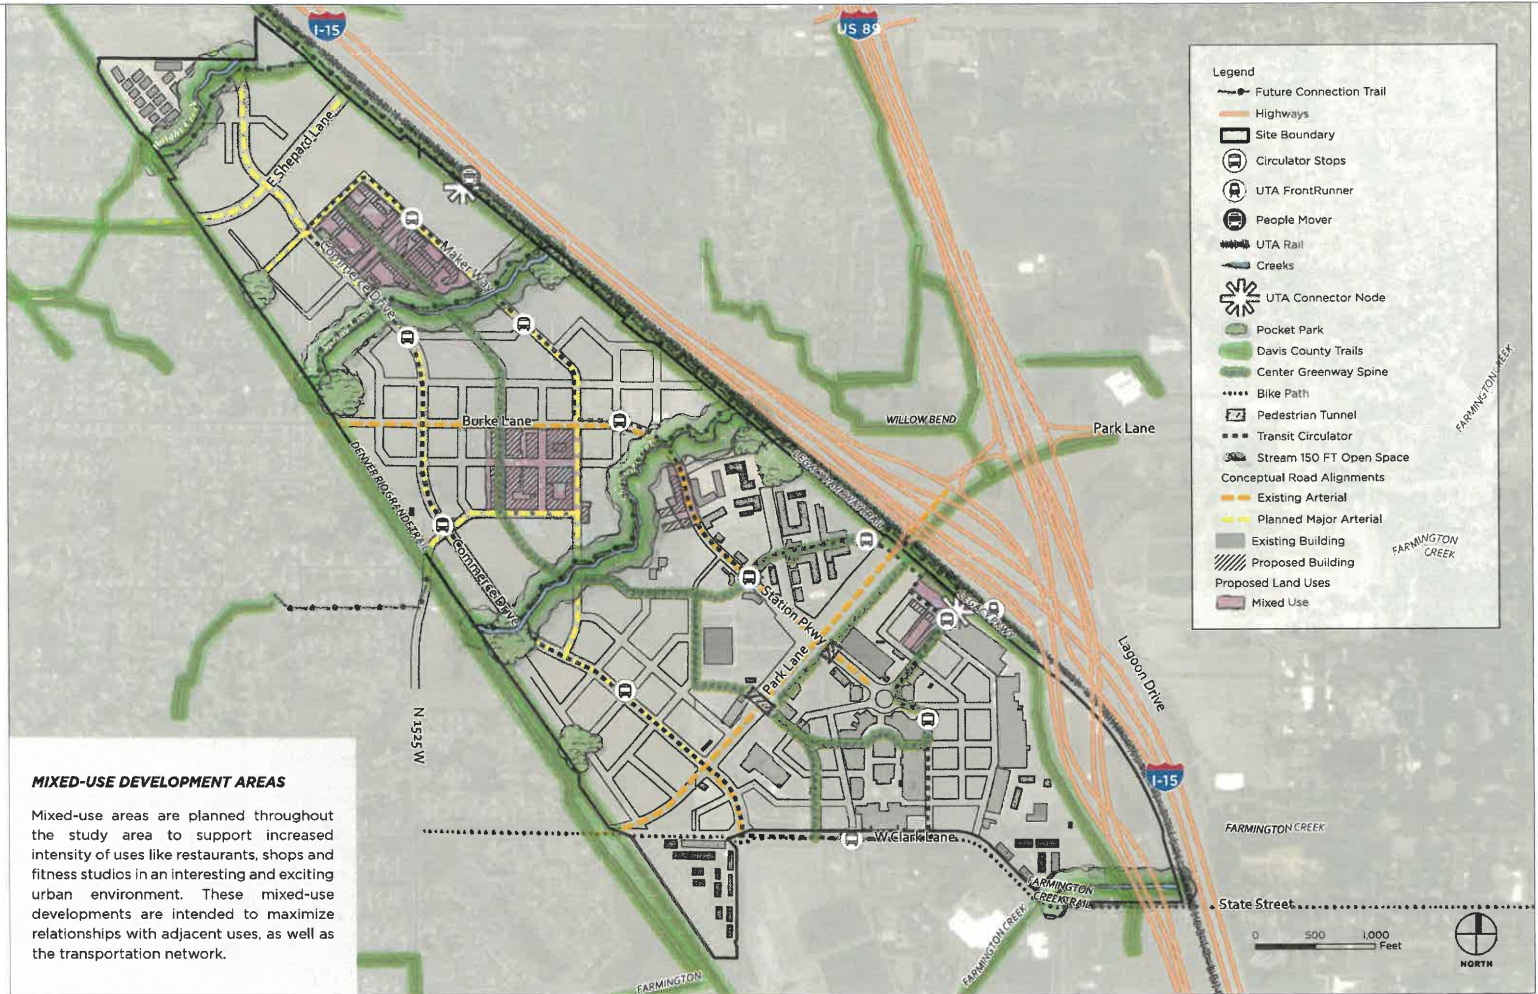 I-15
US 89
Legend
Future Connection Trail
Highways
Site Boundary
Circulator Stops
UTA FrontRunner
People Mover
UTA Rail
Creeks
UTA Connector Node
Pocket Park
Davis County Trails
Center Greenway Spine
Bike Path
Pedestrian Tunnel
Transit Circulator
Stream 150 FT Open Space
Conceptual Road Alignments
Existing Arterial
Planned Major Arterial
Existing Building
Proposed Building
Proposed Land Uses
Mixed Use
E Shepard Lane
Maker Way
Commerce Drive
Burke Lane
WILLOW BEND
Park Lane
FARMINGTON CREEK
FARMINGTON
CREEK
DENVER RIO GRANDE TRAIL
Commerce Drive
Station Pkwy
Park Lane
Lagoon Drive
N 1525 W
I-15
W Clark Lane
FARMINGTON CREEK
FARMINGTON
CREEK TRAIL
State Street
FARMINGTON CREEK
FARMINGTON
0 500 1,000
Feet
NORTH
MIXED-USE DEVELOPMENT AREAS
Mixed-use areas are planned throughout
the study area to support increased
intensity of uses like restaurants, shops and
fitness studios in an interesting and exciting
urban environment. These mixed-use
developments are intended to maximize
relationships with adjacent uses, as well as
the transportation network.